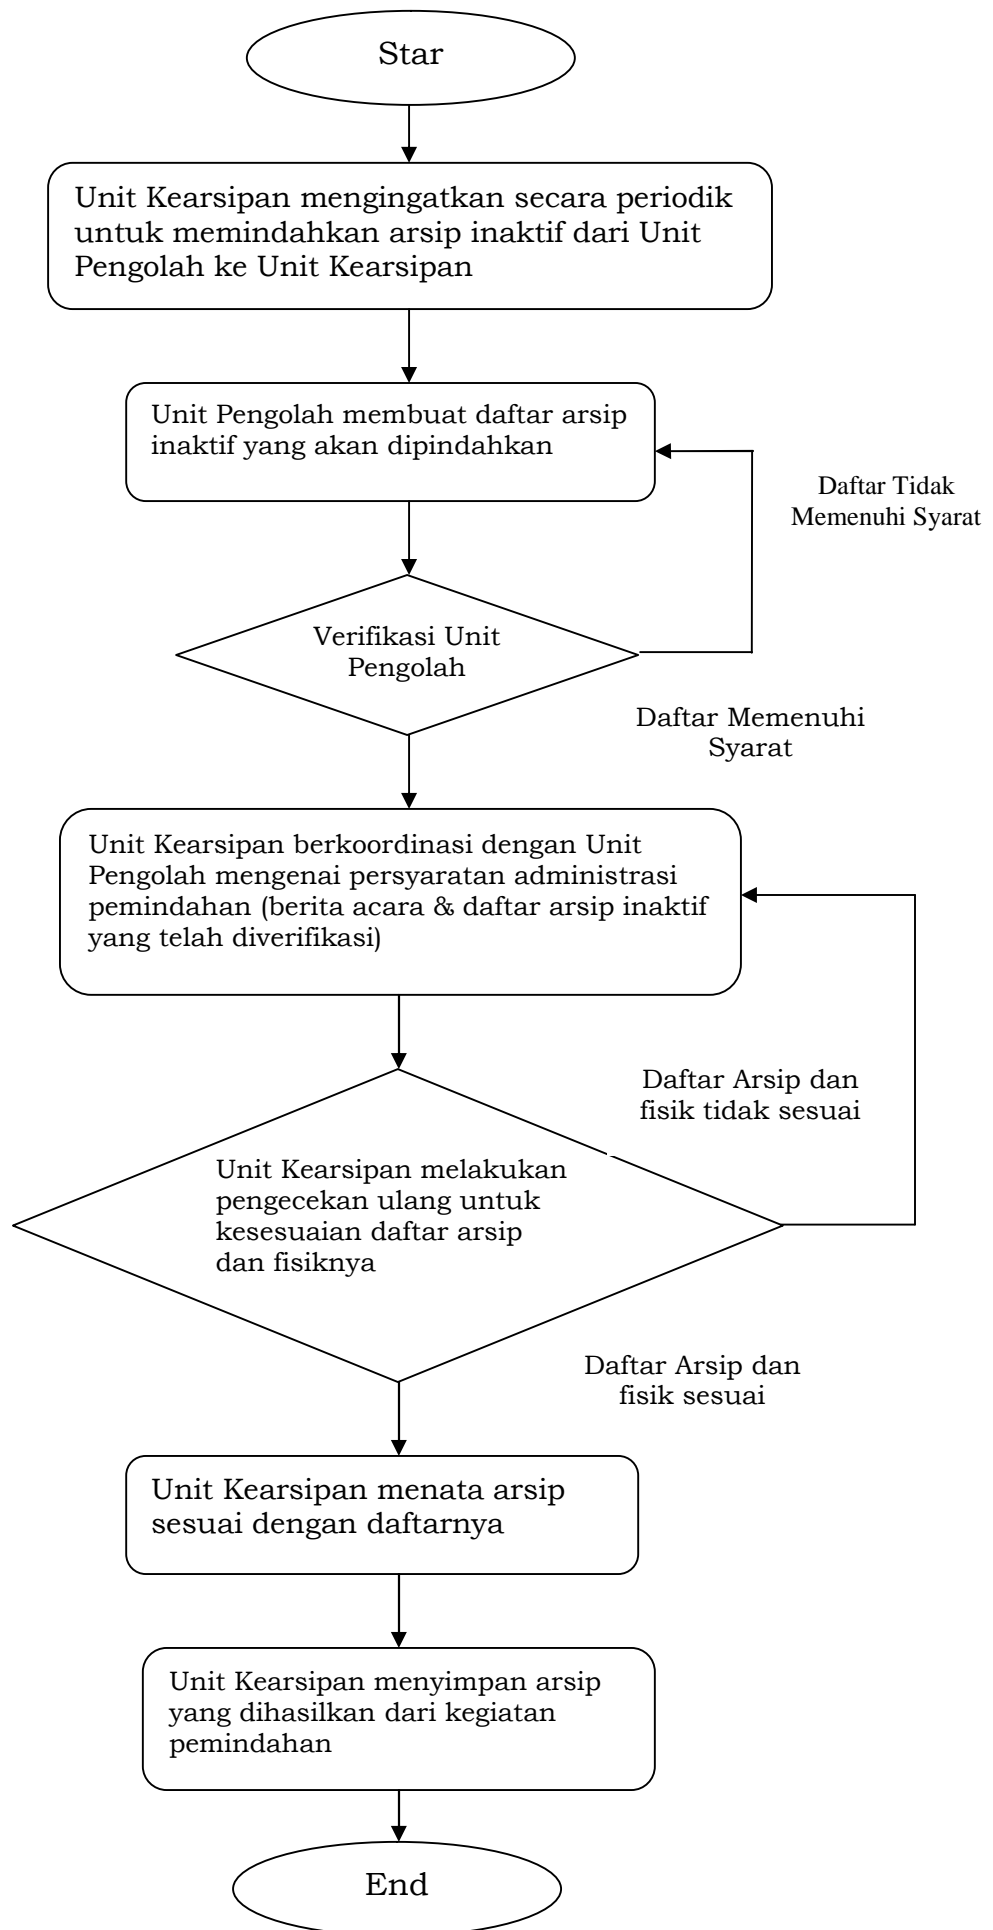 Star
Unit Kearsipan mengingatkan secara periodik
untuk memindahkan arsip inaktif dari Unit
Pengolah ke Unit Kearsipan
Unit Pengolah membuat daftar arsip
inaktif yang akan dipindahkan
Daftar Tidak
Memenuhi Syarat
Verifikasi Unit
Pengolah
Daftar Memenuhi
Syarat
Unit Kearsipan berkoordinasi dengan Unit
Pengolah mengenai persyaratan administrasi
pemindahan (berita acara & daftar arsip inaktif
yang telah diverifikasi)
Daftar Arsip dan
fisik tidak sesuai
Unit Kearsipan melakukan
pengecekan ulang untuk
kesesuaian daftar arsip
dan fisiknya
Daftar Arsip dan
fisik sesuai
Unit Kearsipan menata arsip
sesuai dengan daftarnya
Unit Kearsipan menyimpan arsip
yang dihasilkan dari kegiatan
pemindahan
End